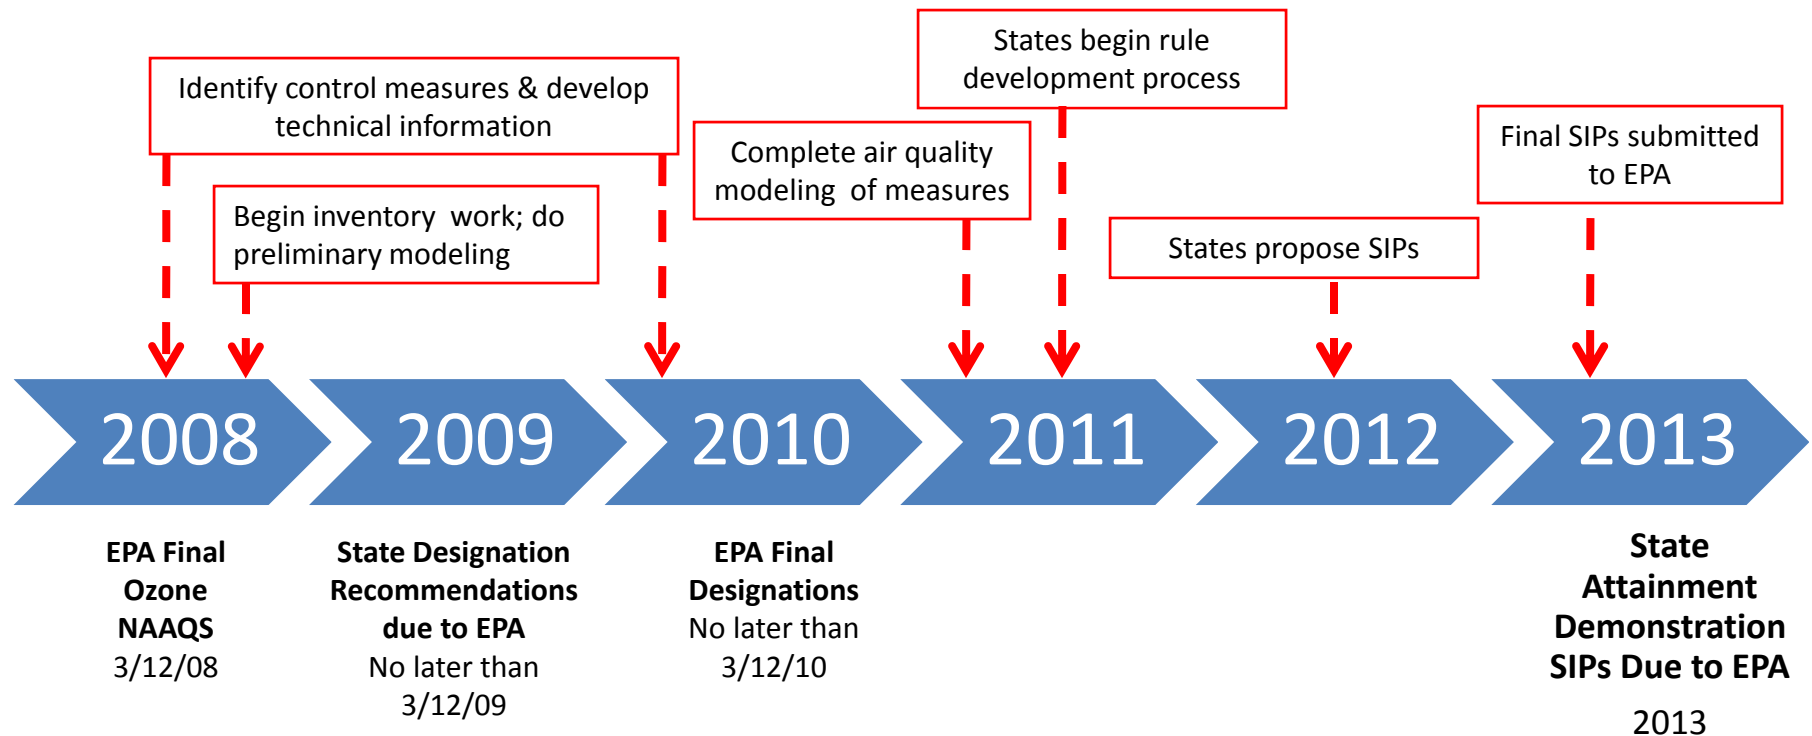 States begin rule
development process
Identify control measures & develop
technical information
Final SIPs submitted
to EPA
Complete air quality
modeling of measures
Begin inventory work; do
preliminary modeling
States propose SIPs
2008
2009
2010
2011
2012
2013
EPA Final
Ozone
NAAQS
3/12/08
State Designation
Recommendations
due to EPA
No later than
3/12/09
EPA Final
Designations
No later than
3/12/10
State
Attainment
Demonstration
SIPs Due to EPA
2013